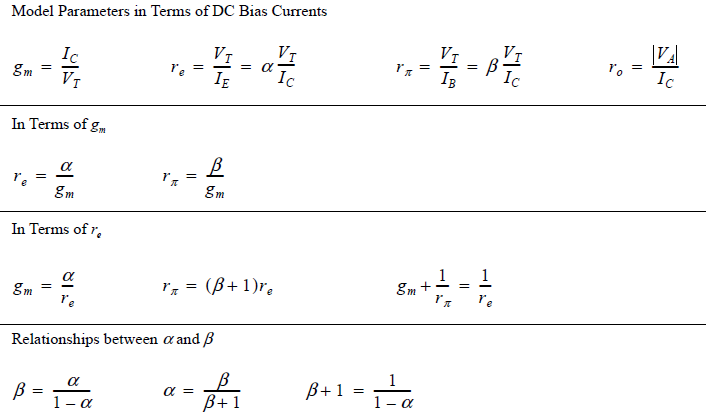 Model Parameters in Terms of DC Bias Currents
g_m = I_C / V_T    r_e = V_T / I_E = α V_T / I_C    r_π = V_T / I_B = β V_T / I_C    r_o = |V_A| / I_C
In Terms of g_m
r_e = α / g_m    r_π = β / g_m
In Terms of r_e
g_m = α / r_e    r_π = (β + 1)r_e    g_m + 1 / r_π = 1 / r_e
Relationships between α and β
β = α / (1 − α)    α = β / (β + 1)    β + 1 = 1 / (1 − α)